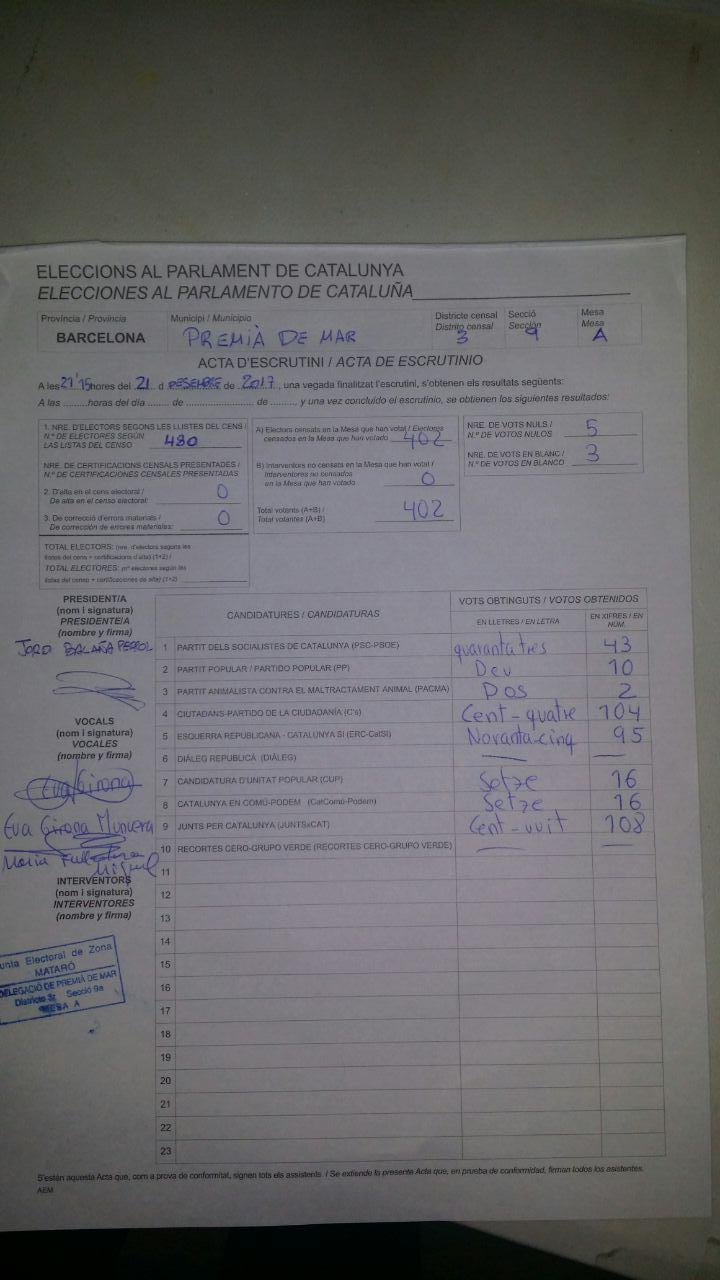 ELECCIONS AL PARLAMENT DE CATALUNYA
ELECCIONES AL PARLAMENTO DE CATALUÑA
Província / Provincia
BARCELONA
Municipi / Municipio
PREMIÀ DE MAR
Districte censal
Distrito censal
3
Secció
Sección
9
Mesa
Mesa
A
ACTA D'ESCRUTINI / ACTA DE ESCRUTINIO
A les 21'15 hores del 21 d DESEMBRE de 2017, una vegada finalitzat l'escrutini, s'obtenen els resultats següents:
A las ........horas del día ...... de .................... de ........, y una vez concluido el escrutinio, se obtienen los siguientes resultados:
1. NRE. D'ELECTORS SEGONS LES LLISTES DEL CENS /
N.º DE ELECTORES SEGÚN
LAS LISTAS DEL CENSO 480
NRE. DE CERTIFICACIONS CENSALS PRESENTADES /
N.º DE CERTIFICACIONES CENSALES PRESENTADAS
2. D'alta en el cens electoral /
De alta en el censo electoral: 0
3. De correcció d'errors materials /
De corrección de errores materiales: 0
TOTAL ELECTORS: (nre. d'electors segons les
llistes del cens + certificacions d'alta) (1+2) /
TOTAL ELECTORES: (nº electores según las
listas del censo + certificaciones de alta) (1+2)
A) Electors censats en la Mesa que han votat / Electores
censados en la Mesa que han votado 402
B) Interventors no censats en la Mesa que han votat /
Interventores no censados
en la Mesa que han votado 0
Total votants (A+B) /
Total votantes (A+B) 402
NRE. DE VOTS NULS /
N.º DE VOTOS NULOS 5
NRE. DE VOTS EN BLANC /
N.º DE VOTOS EN BLANCO 3
PRESIDENT/A
(nom i signatura)
PRESIDENTE/A
(nombre y firma)
VOCALS
(nom i signatura)
VOCALES
(nombre y firma)
Eva Girona
Eva Girona
Maria
Miquel
INTERVENTORS
(nom i signatura)
INTERVENTORES
(nombre y firma)
unta Electoral de Zona
MATARÓ
DELEGACIÓ DE PREMIÀ DE MAR
Districte 3r Secció 9a
MESA A
CANDIDATURES / CANDIDATURAS
VOTS OBTINGUTS / VOTOS OBTENIDOS
EN LLETRES / EN LETRA
EN XIFRES / EN NÚM.
1 PARTIT DELS SOCIALISTES DE CATALUNYA (PSC-PSOE) quaranta tres 43
2 PARTIT POPULAR / PARTIDO POPULAR (PP) Deu 10
3 PARTIT ANIMALISTA CONTRA EL MALTRACTAMENT ANIMAL (PACMA) Dos 2
4 CIUTADANS-PARTIDO DE LA CIUDADANÍA (C's) Cent-quatre 104
5 ESQUERRA REPUBLICANA - CATALUNYA SÍ (ERC-CatSí) Noranta-cinq 95
6 DIÀLEG REPUBLICÀ (DIÀLEG)
7 CANDIDATURA D'UNITAT POPULAR (CUP) Setze 16
8 CATALUNYA EN COMÚ-PODEM (CatComú-Podem) Setze 16
9 JUNTS PER CATALUNYA (JUNTSxCAT) Cent-vuit 108
10 RECORTES CERO-GRUPO VERDE (RECORTES CERO-GRUPO VERDE)
11
12
13
14
15
16
17
18
19
20
21
22
23
S'estén aquesta Acta que, com a prova de conformitat, signen tots els assistents. / Se extiende la presente Acta que, en prueba de conformidad, firman todos los asistentes.
AEM